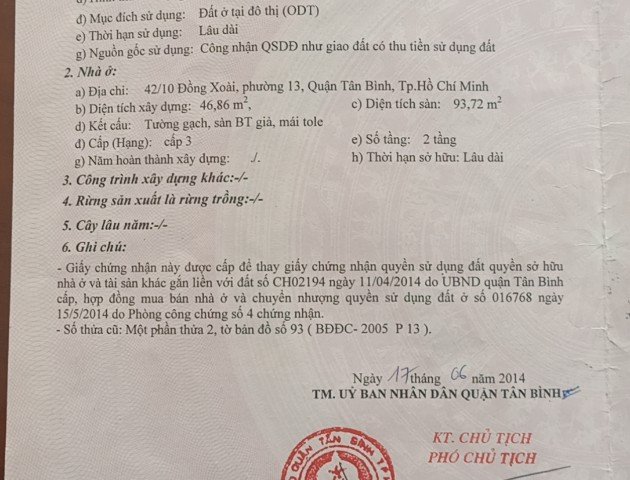 đ) Mục đích sử dụng: Đất ở tại đô thị (ODT)
e) Thời hạn sử dụng: Lâu dài
g) Nguồn gốc sử dụng: Công nhận QSDĐ như giao đất có thu tiền sử dụng đất
2. Nhà ở:
a) Địa chỉ: 42/10 Đồng Xoài, phường 13, Quận Tân Bình, Tp.Hồ Chí Minh
b) Diện tích xây dựng: 46,86 m², c) Diện tích sàn: 93,72 m²
d) Kết cấu: Tường gạch, sàn BT giả, mái tole
đ) Cấp (Hạng): cấp 3 e) Số tầng: 2 tầng
g) Năm hoàn thành xây dựng: ./. h) Thời hạn sở hữu: Lâu dài
3. Công trình xây dựng khác:-/-
4. Rừng sản xuất là rừng trồng:-/-
5. Cây lâu năm:-/-
6. Ghi chú:
- Giấy chứng nhận này được cấp để thay giấy chứng nhận quyền sử dụng đất quyền sở hữu
nhà ở và tài sản khác gắn liền với đất số CH02194 ngày 11/04/2014 do UBND quận Tân Bình
cấp, hợp đồng mua bán nhà ở và chuyển nhượng quyền sử dụng đất ở số 016768 ngày
15/5/2014 do Phòng công chứng số 4 chứng nhận.
- Số thửa cũ: Một phần thửa 2, tờ bản đồ số 93 ( BĐĐC- 2005 P 13 ).
Ngày 17 tháng 06 năm 2014
TM. UỶ BAN NHÂN DÂN QUẬN TÂN BÌNH
KT. CHỦ TỊCH
PHÓ CHỦ TỊCH
QUẬN TÂN BÌNH